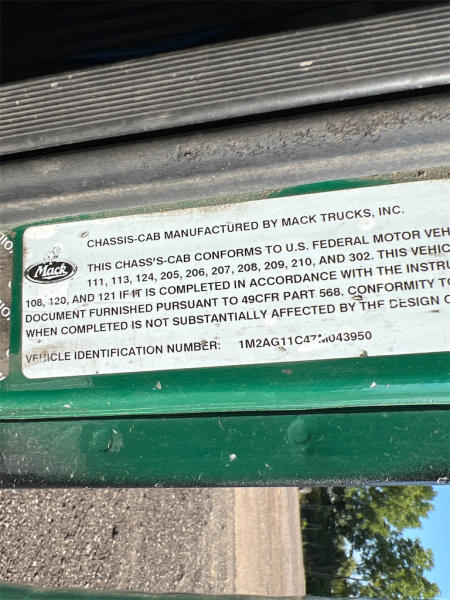 CHASSIS-CAB MANUFACTURED BY MACK TRUCKS, INC.
Mack
THIS CHASS'S-CAB CONFORMS TO U.S. FEDERAL MOTOR VEH
111, 113, 124, 205, 206, 207, 208, 209, 210, AND 302. THIS VEHIC
108, 120, AND 121 IF IT IS COMPLETED IN ACCORDANCE WITH THE INSTRU
DOCUMENT FURNISHED PURSUANT TO 49CFR PART 568. CONFORMITY TO
WHEN COMPLETED IS NOT SUBSTANTIALLY AFFECTED BY THE DESIGN O
VEHICLE IDENTIFICATION NUMBER: 1M2AG11C47M043950